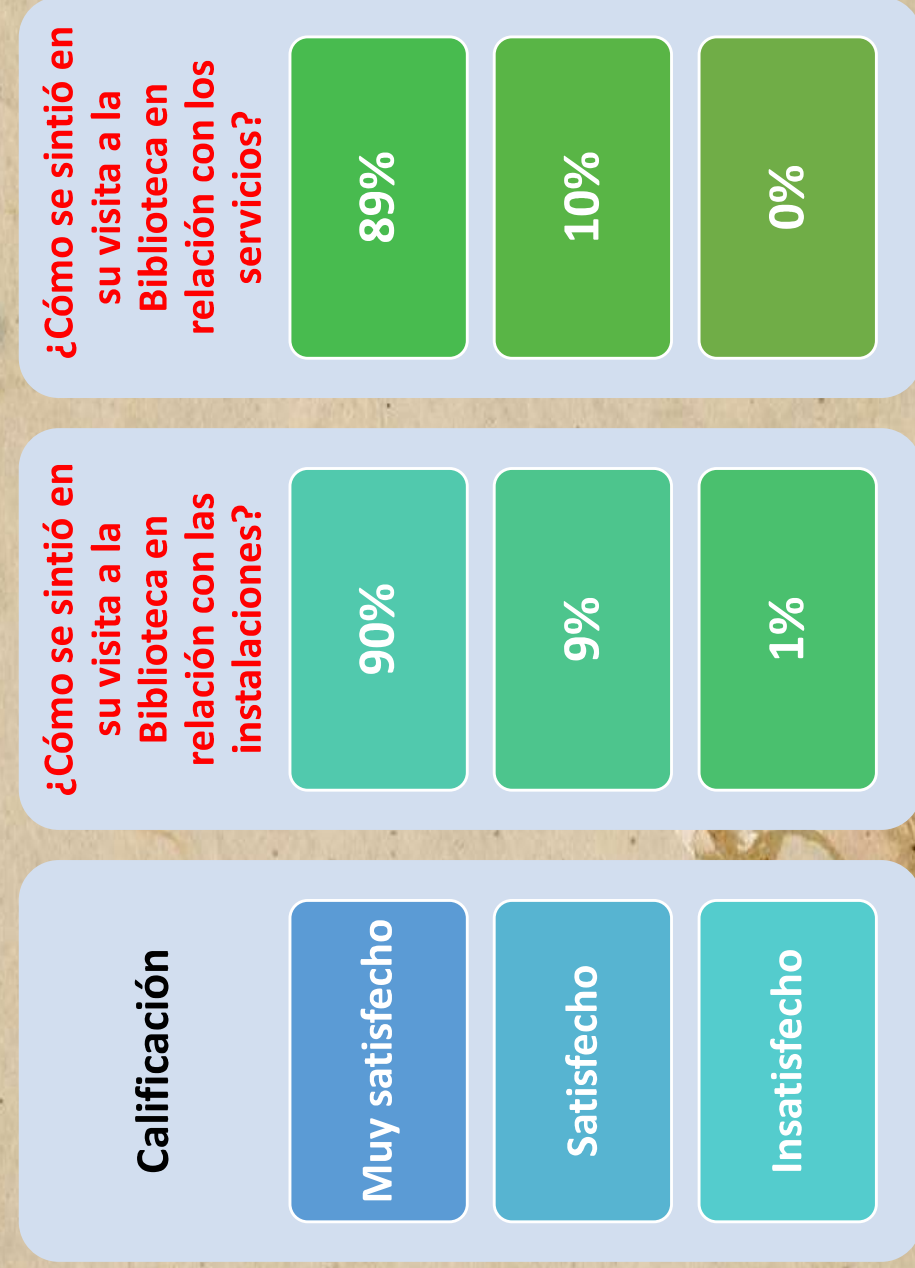 Calificación
Muy satisfecho
Satisfecho
Insatisfecho
¿Cómo se sintió en
su visita a la
Biblioteca en
relación con las
instalaciones?
90%
9%
1%
¿Cómo se sintió en
su visita a la
Biblioteca en
relación con los
servicios?
89%
10%
0%